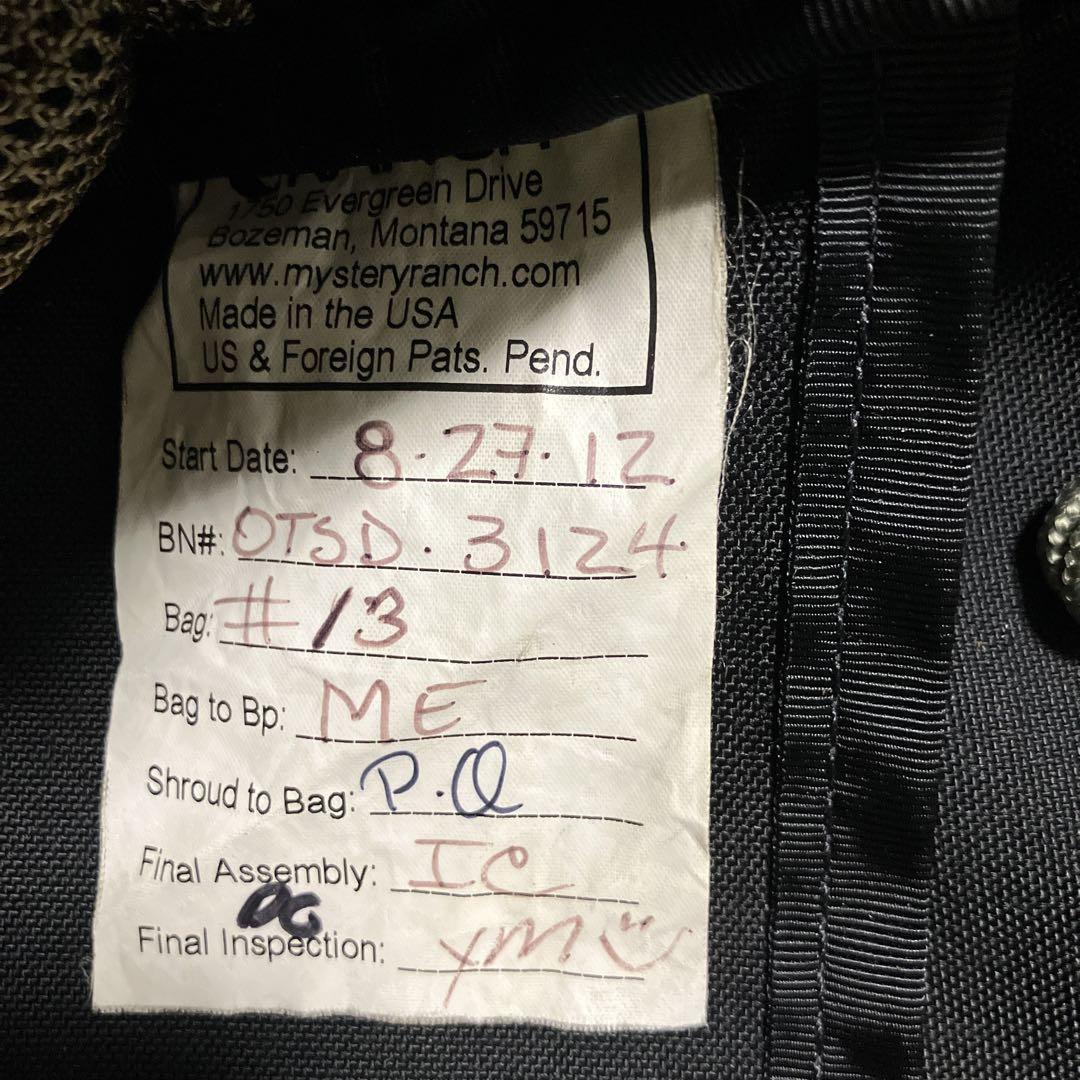 1750 Evergreen Drive
Bozeman, Montana 59715
www.mysteryranch.com
Made in the USA
US & Foreign Pats. Pend.
Start Date: 8·27·12
BN#: OTSD·3124
Bag: #13
Bag to Bp: ME
Shroud to Bag: P.Q
Final Assembly: IC
Final Inspection: YM